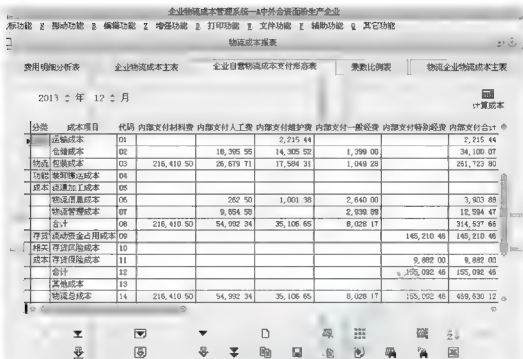 企业物流成本管理系统—A中外合资面粉生产企业
标功能 E 编辑功能 Z 增强功能 I 打印功能 E 文件功能 I 辅助功能 Q 其它功能
物流成本报表
费用明细分析表 企业物流成本主表 企业自营物流成本支付形态表 乘数比例表 物流企业物流成本主表
2013 年 12 月
计算成本
分类 成本项目 代码 内部支付材料费 内部支付人工费 内部支付维护费 内部支付一般经费 内部支付特别经费 内部支付合计
运输成本 01 2,215 44 2,215 44
仓储成本 02 18,395 55 14,305 52 1,399 00 34,100 07
物流 包装成本 03 216,410 50 26,679 71 17,584 31 1,049 28 261,723 80
功能 装卸搬运成本 04
成本 流通加工成本 05
物流信息成本 06 262 50 1,001 38 2,640 00 3,903 88
物流管理成本 07 9,654 58 2,939 89 12,594 47
合计 08 216,410 50 54,992 34 35,106 65 8,028 17 314,537 66
存货 流动资金占用成本 09 145,210 46 145,210 46
相关 存货风险成本 10
成本 存货保险成本 11 9,882 00 9,882 00
合计 12 155,092 46 155,092 46
其他成本 13
物流总成本 14 216,410 50 54,992 34 35,106 65 8,028 17 155,092 46 469,630 12